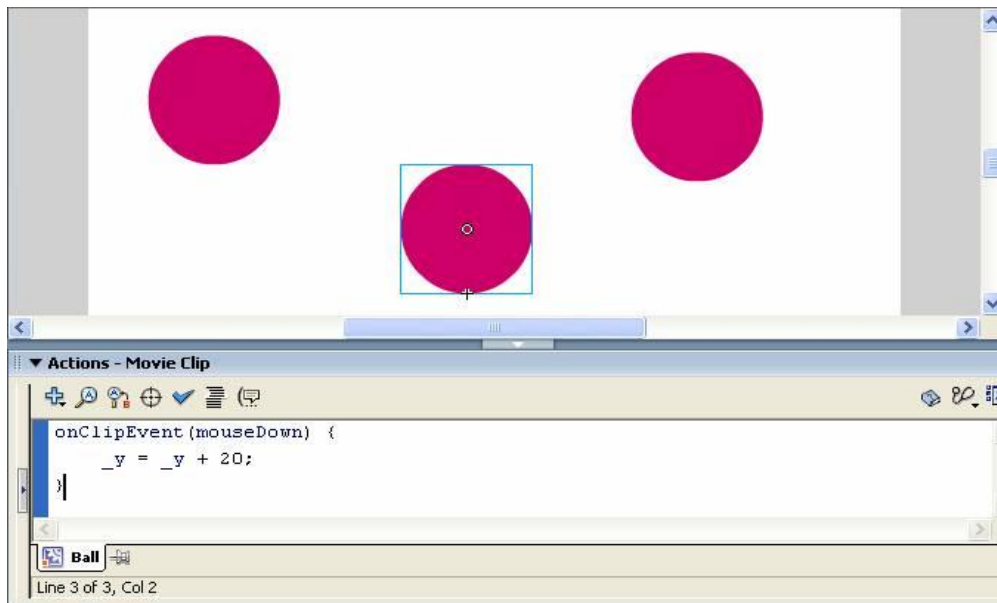 Actions - Movie Clip
onClipEvent(mouseDown) {
_y = _y + 20;
}
Ball
Line 3 of 3, Col 2